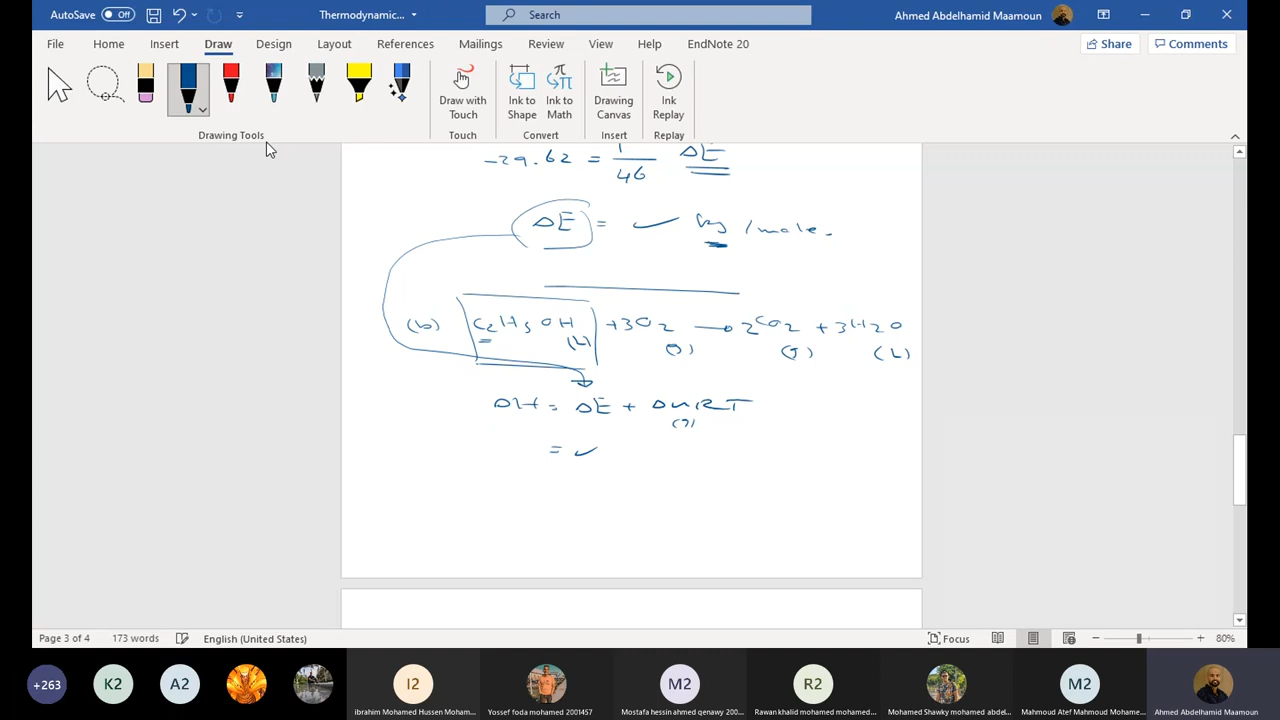 AutoSave Off Thermodynamic... Search Ahmed Abdelhamid Maamoun
File Home Insert Draw Design Layout References Mailings Review View Help EndNote 20 Share Comments
Draw with Touch Ink to Shape Ink to Math Drawing Canvas Ink Replay
Drawing Tools Touch Convert Insert Replay
-29.62 = 1/46 ΔE
ΔE = ✓ /mole.
(b) C2H5OH (L) + 3O2 (g) → 2CO2 (g) + 3H2O (L)
ΔH = ΔE + Δn(g)RT
= ✓
Page 3 of 4 173 words English (United States) Focus 80%
+263 K2 A2 I2 M2 R2 M2
ibrahim Mohamed Hussen Moham... Yossef foda mohamed 2001457 Mostafa hessin ahmed qenawy 200... Rawan khalid mohamed mohamed... Mohamed Shawky mohamed abdel... Mahmoud Atef Mahmoud Mohame... Ahmed Abdelhamid Maamoun